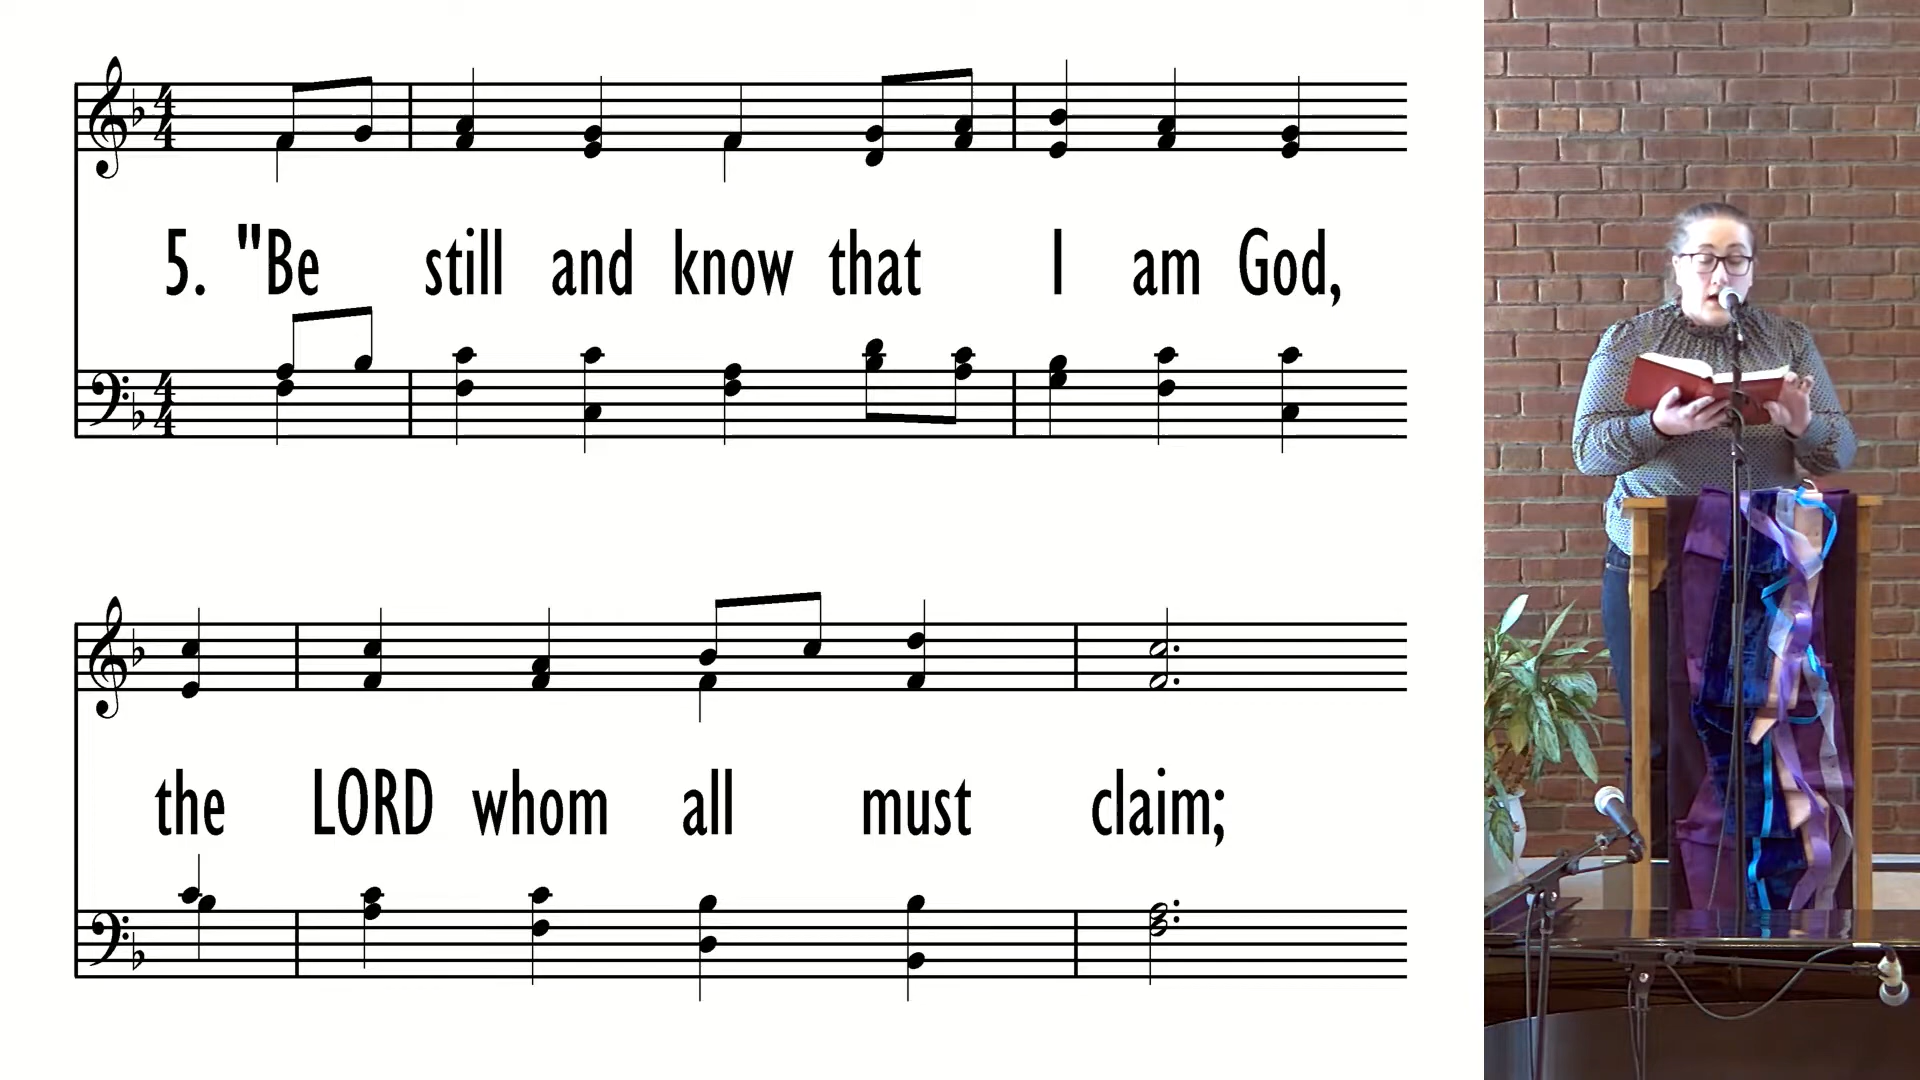 5. "Be still and know that I am God,
the LORD whom all must claim;